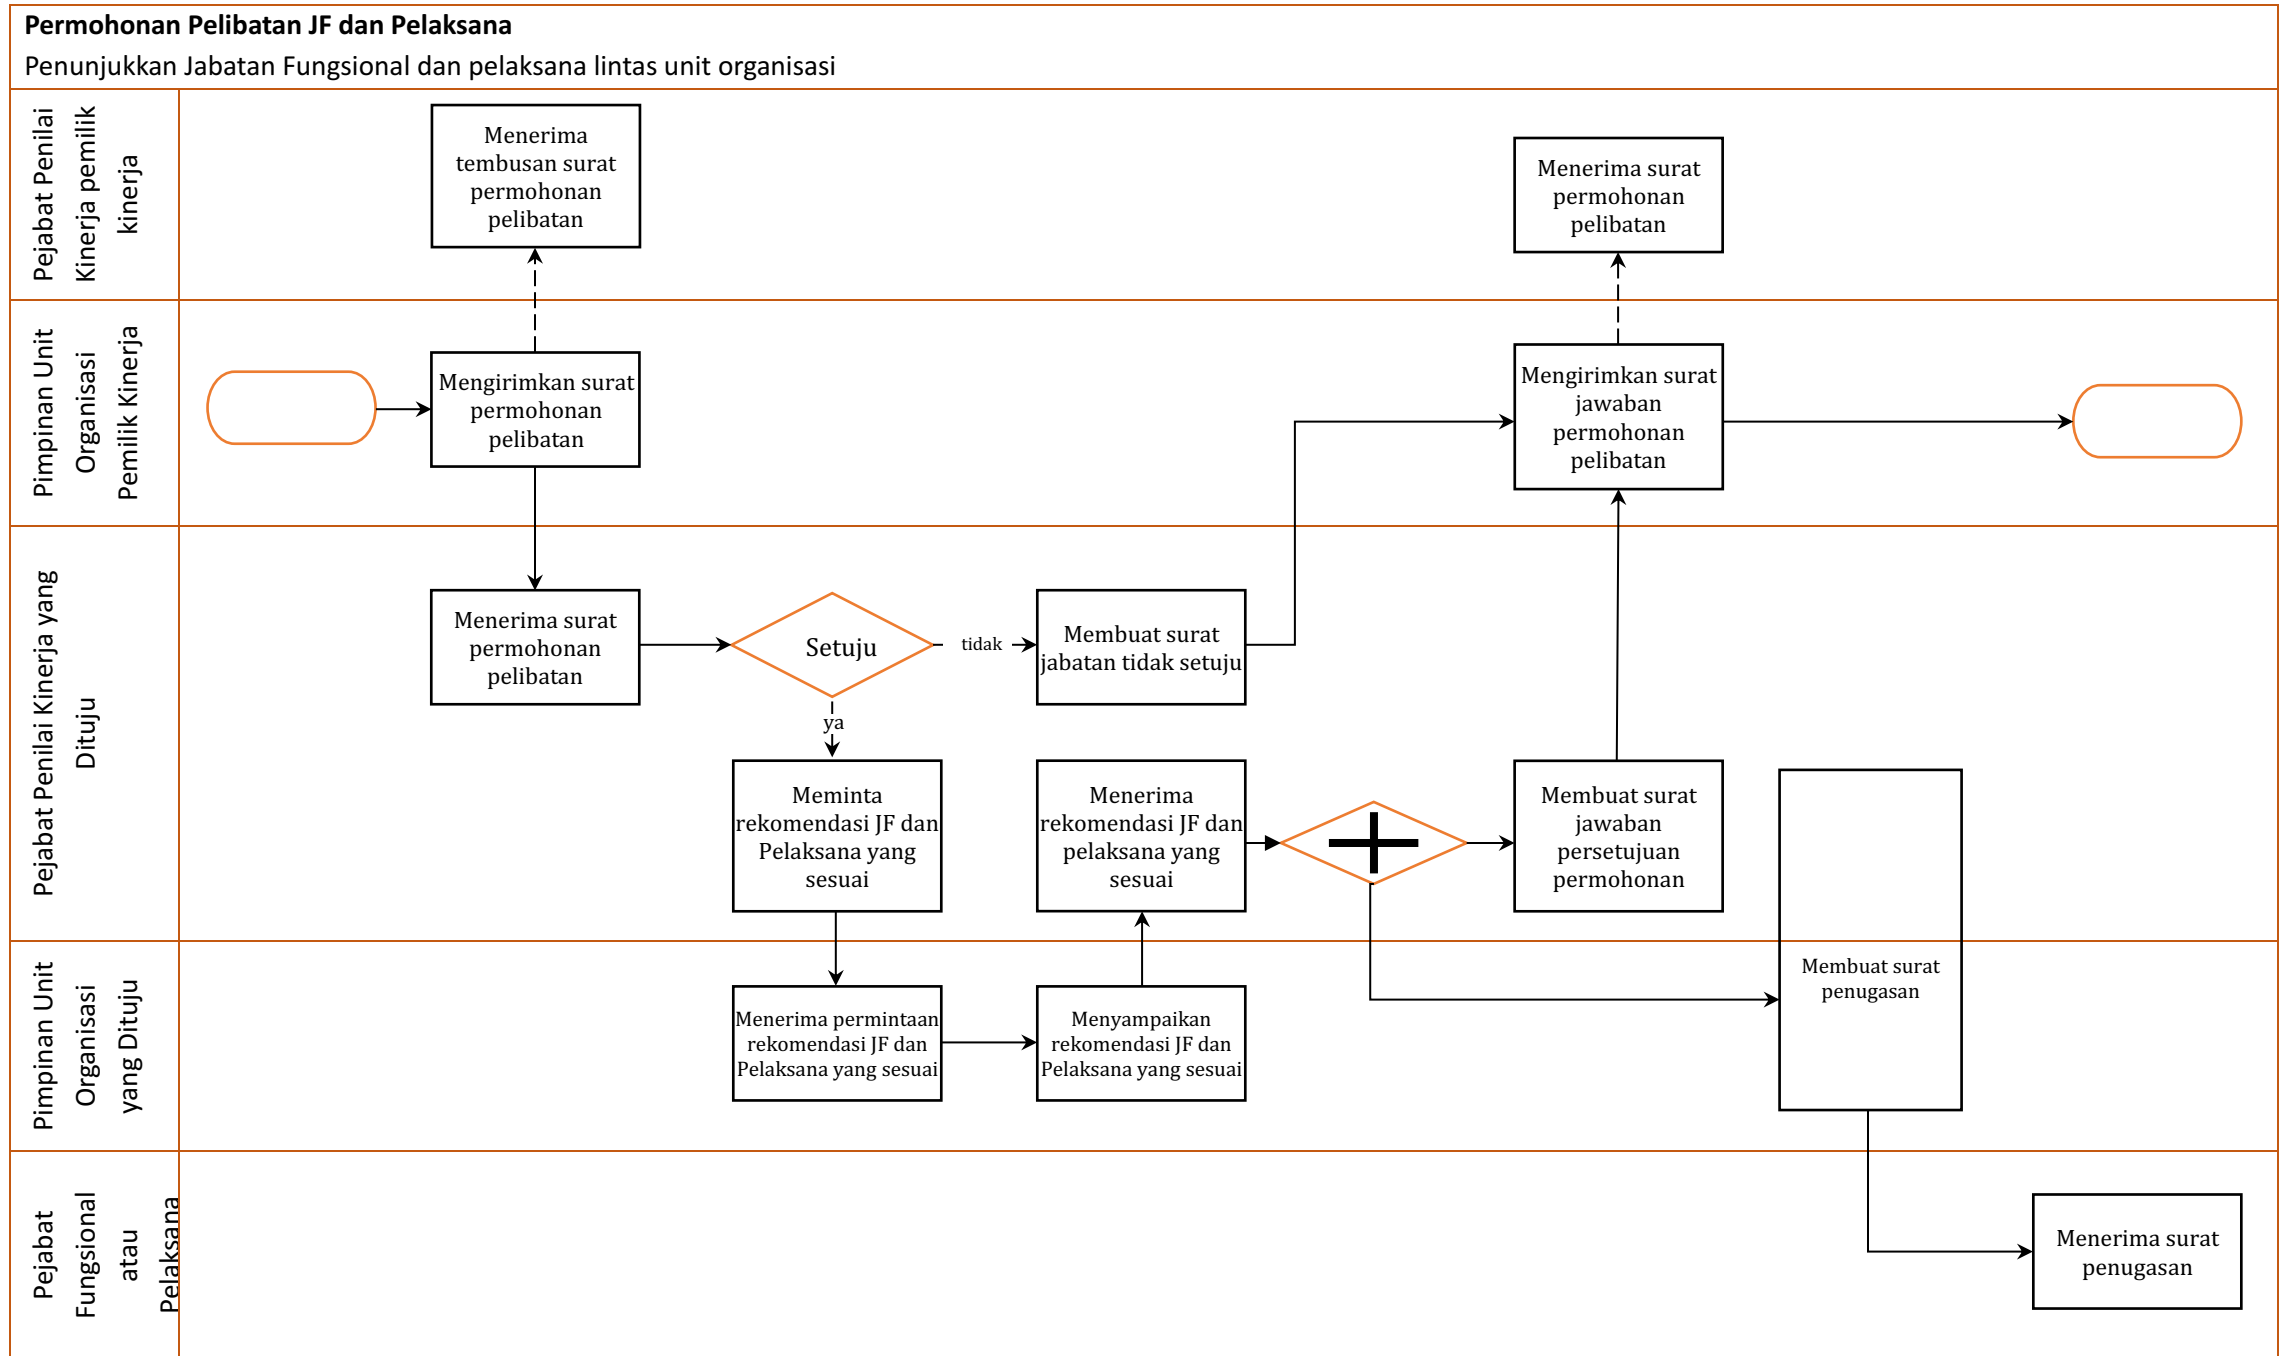 Permohonan Pelibatan JF dan Pelaksana
Penunjukkan Jabatan Fungsional dan pelaksana lintas unit organisasi
Pejabat Penilai
Kinerja pemilik
kinerja
Menerima
tembusan surat
permohonan
pelibatan
Menerima surat
permohonan
pelibatan
Pimpinan Unit
Organisasi
Pemilik Kinerja
Mengirimkan surat
permohonan
pelibatan
Mengirimkan surat
jawaban
permohonan
pelibatan
Pejabat Penilai Kinerja yang
Dituju
Menerima surat
permohonan
pelibatan
Setuju
tidak
Membuat surat
jabatan tidak setuju
ya
Meminta
rekomendasi JF dan
Pelaksana yang
sesuai
Menerima
rekomendasi JF dan
pelaksana yang
sesuai
Membuat surat
jawaban
persetujuan
permohonan
Membuat surat
penugasan
Pimpinan Unit
Organisasi
yang Dituju
Menerima permintaan
rekomendasi JF dan
Pelaksana yang sesuai
Menyampaikan
rekomendasi JF dan
Pelaksana yang sesuai
Pejabat
Fungsional
atau
Pelaksana
Menerima surat
penugasan